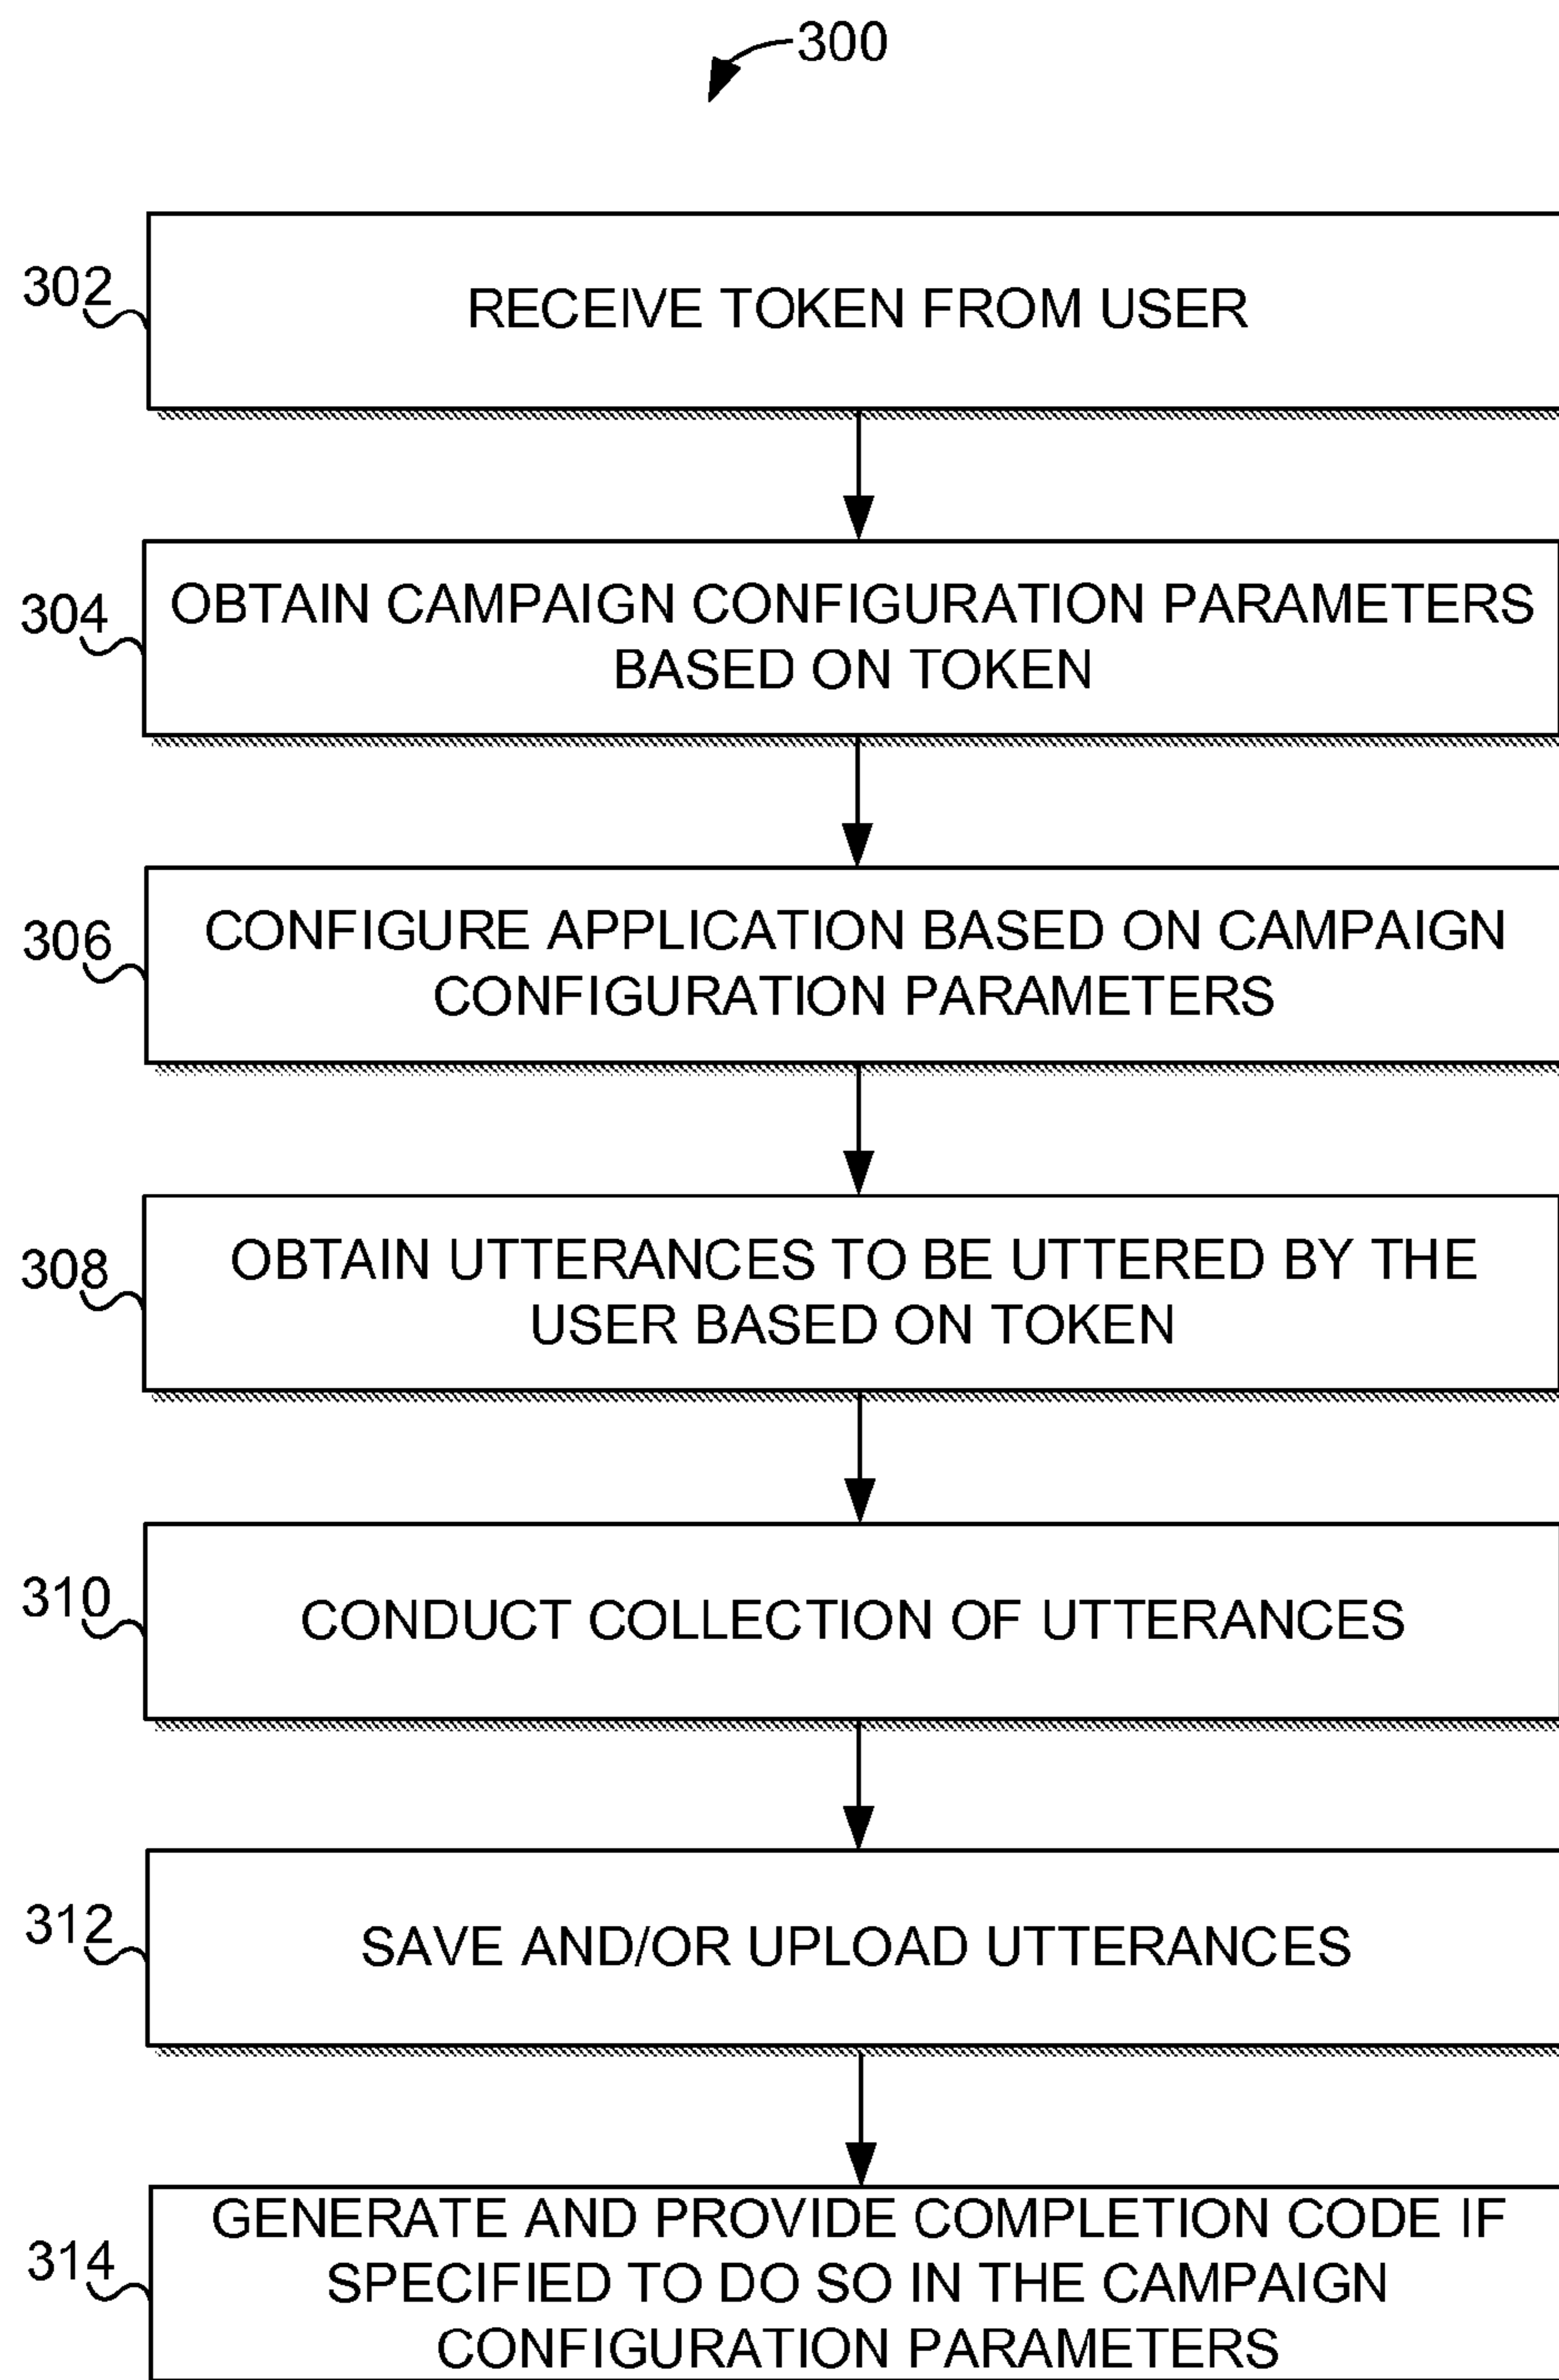 300
302
RECEIVE TOKEN FROM USER
304
OBTAIN CAMPAIGN CONFIGURATION PARAMETERS
BASED ON TOKEN
306
CONFIGURE APPLICATION BASED ON CAMPAIGN
CONFIGURATION PARAMETERS
308
OBTAIN UTTERANCES TO BE UTTERED BY THE
USER BASED ON TOKEN
310
CONDUCT COLLECTION OF UTTERANCES
312
SAVE AND/OR UPLOAD UTTERANCES
314
GENERATE AND PROVIDE COMPLETION CODE IF
SPECIFIED TO DO SO IN THE CAMPAIGN
CONFIGURATION PARAMETERS